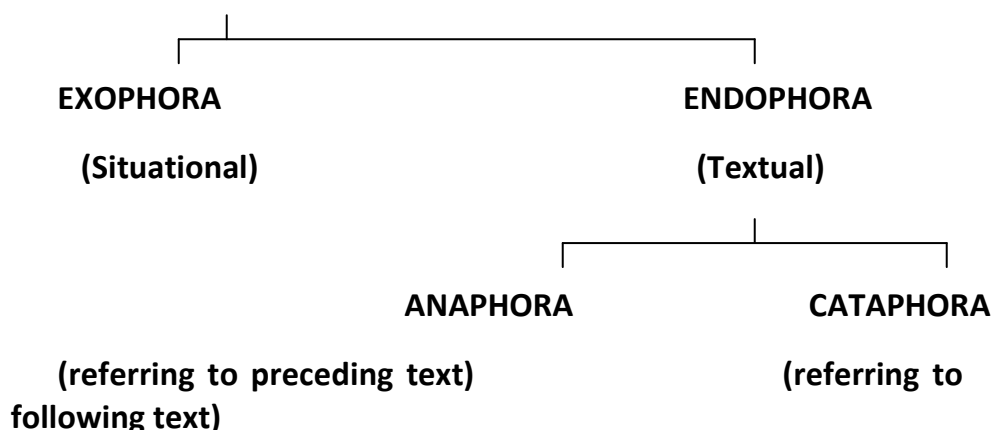 EXOPHORA ENDOPHORA
(Situational) (Textual)
ANAPHORA CATAPHORA
(referring to preceding text) (referring to
following text)